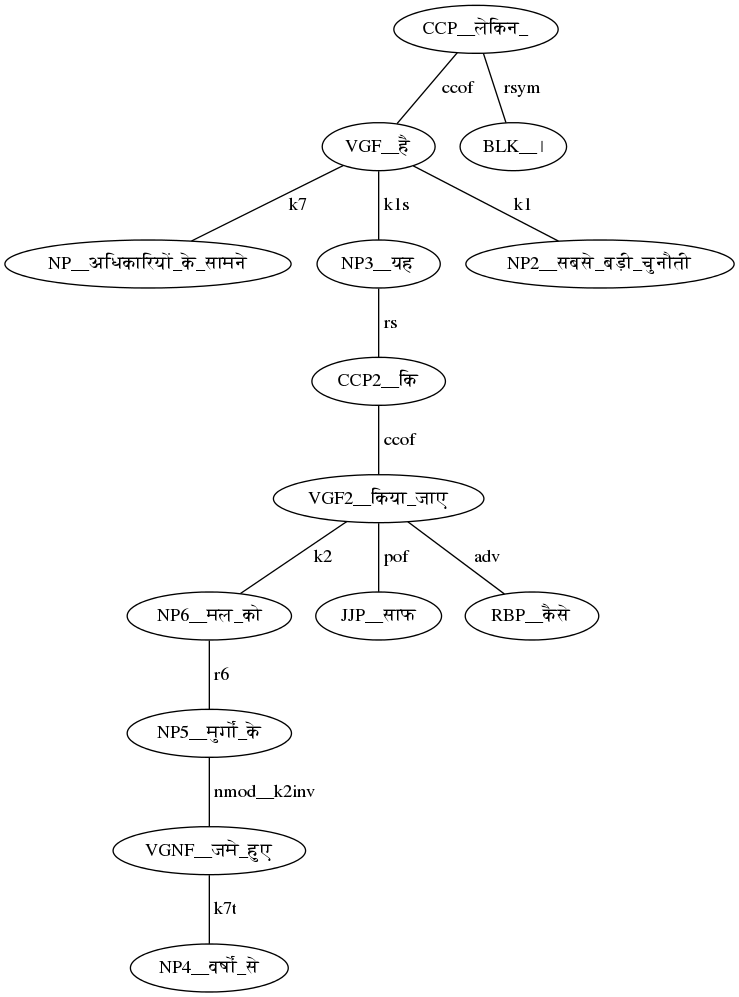 CCP__लेकिन_
ccof rsym
VGF__है BLK__।
k7 k1s k1
NP__अधिकारियों_के_सामने NP3__यह NP2__सबसे_बड़ी_चुनौती
rs
CCP2__कि
ccof
VGF2__किया_जाए
k2 pof adv
NP6__मल_को JJP__साफ RBP__कैसे
r6
NP5__मुर्गों_के
nmod__k2inv
VGNF__जमे_हुए
k7t
NP4__वर्षों_से